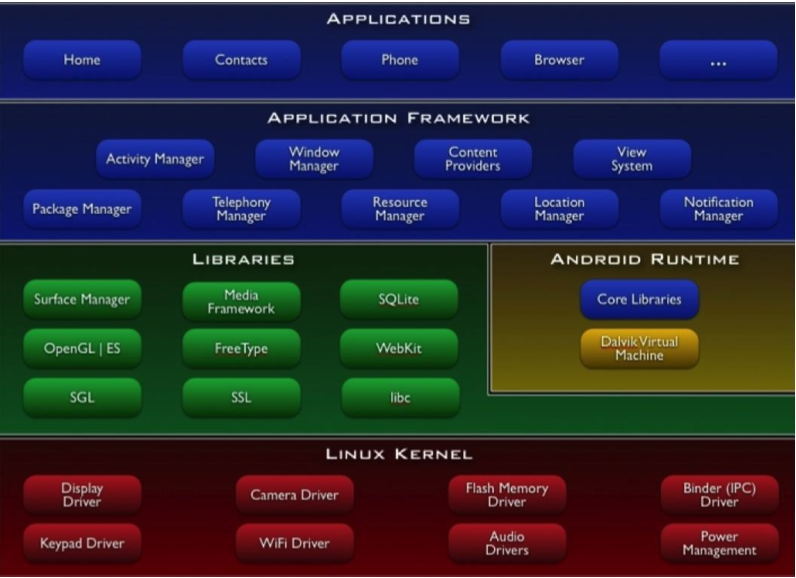 APPLICATIONS
Home
Contacts
Phone
Browser
...
APPLICATION FRAMEWORK
Activity Manager
Window
Manager
Content
Providers
View
System
Package Manager
Telephony
Manager
Resource
Manager
Location
Manager
Notification
Manager
LIBRARIES
Surface Manager
Media
Framework
SQLite
OpenGL | ES
FreeType
WebKit
SGL
SSL
libc
ANDROID RUNTIME
Core Libraries
Dalvik Virtual
Machine
LINUX KERNEL
Display
Driver
Camera Driver
Flash Memory
Driver
Binder (IPC)
Driver
Keypad Driver
WiFi Driver
Audio
Drivers
Power
Management